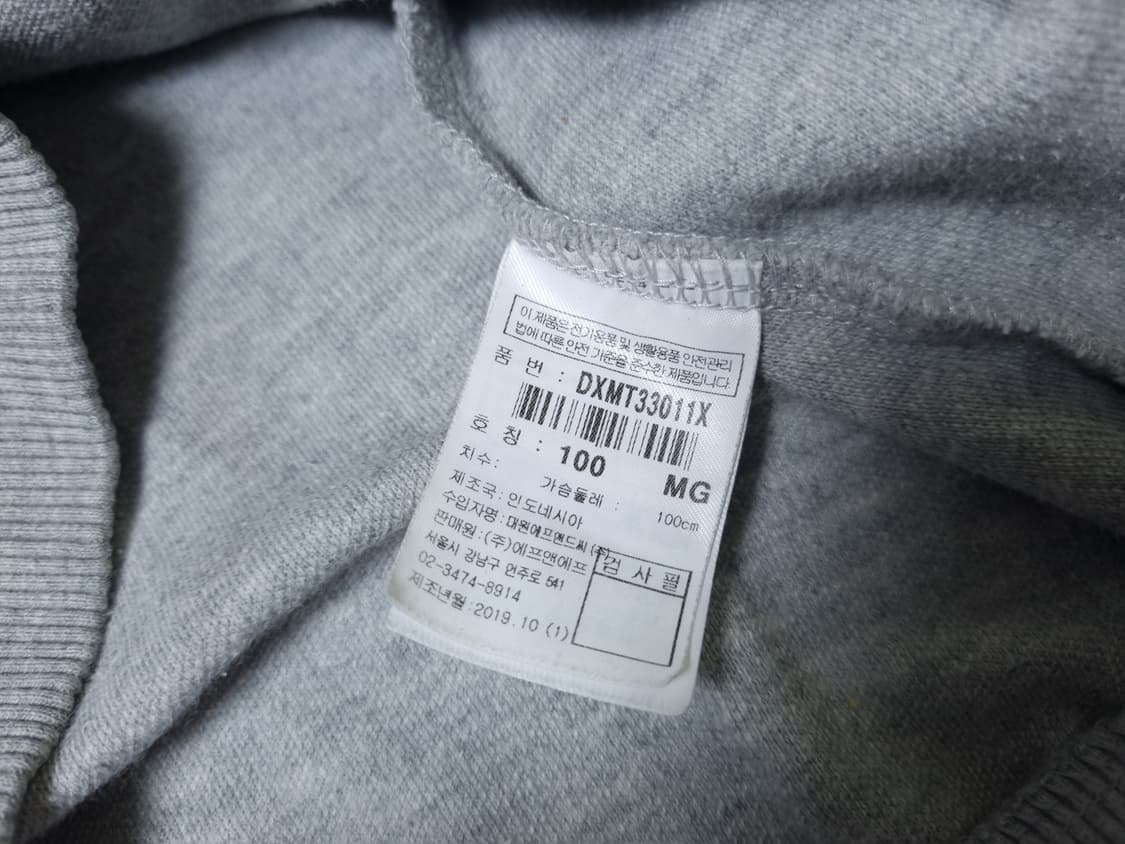 이 제품은 전기용품 및 생활용품 안전관리
법에 따른 안전 기준을 준수한 제품입니다.
품 번 : DXMT33011X
호 칭 : 100 MG
치수: 가슴둘레 : 100cm
제조국 : 인도네시아
수입자명 : 대원에프앤드씨 (주)
판매원 : (주)에프앤에프
서울시 강남구 언주로 541
02-3474-8914
제조년월 : 2019.10 (1)
검 사 필